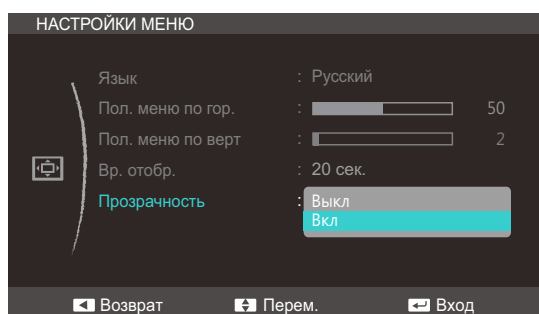 НАСТРОЙКИ МЕНЮ
Язык : Русский
Пол. меню по гор. : 50
Пол. меню по верт : 2
Вр. отобр. : 20 сек.
Прозрачность : Выкл
Вкл
Возврат Перем. Вход